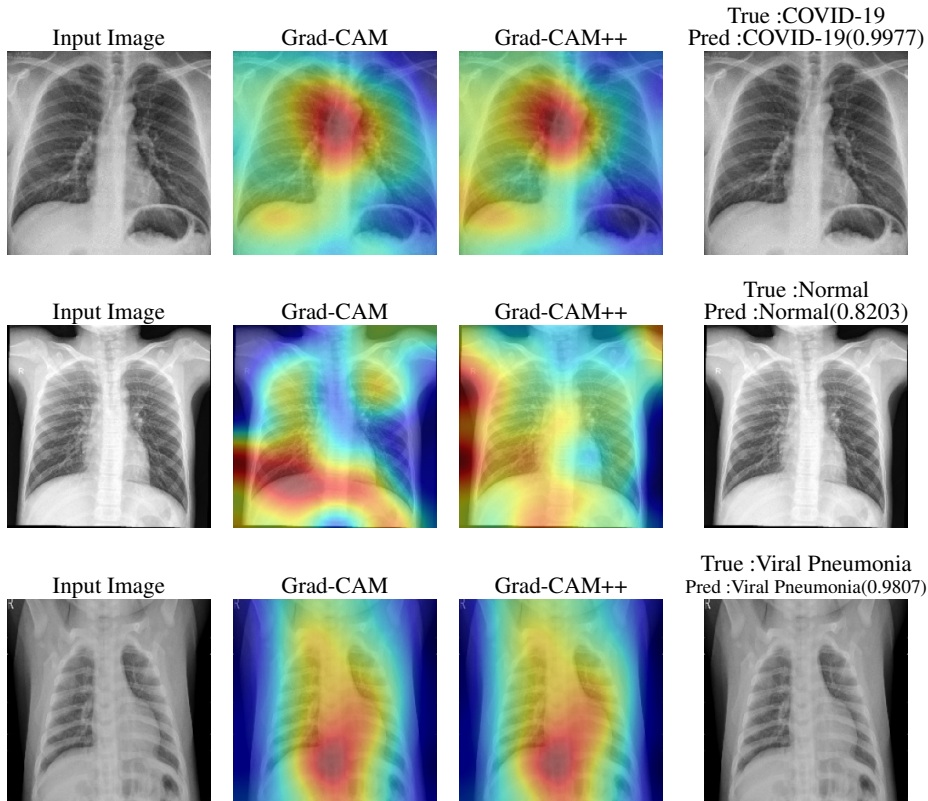 Input Image
Grad-CAM
Grad-CAM++
True :COVID-19
Pred :COVID-19(0.9977)
Input Image
Grad-CAM
Grad-CAM++
True :Normal
Pred :Normal(0.8203)
R
R
R
Input Image
Grad-CAM
Grad-CAM++
True :Viral Pneumonia
Pred :Viral Pneumonia(0.9807)
R
R
R
R